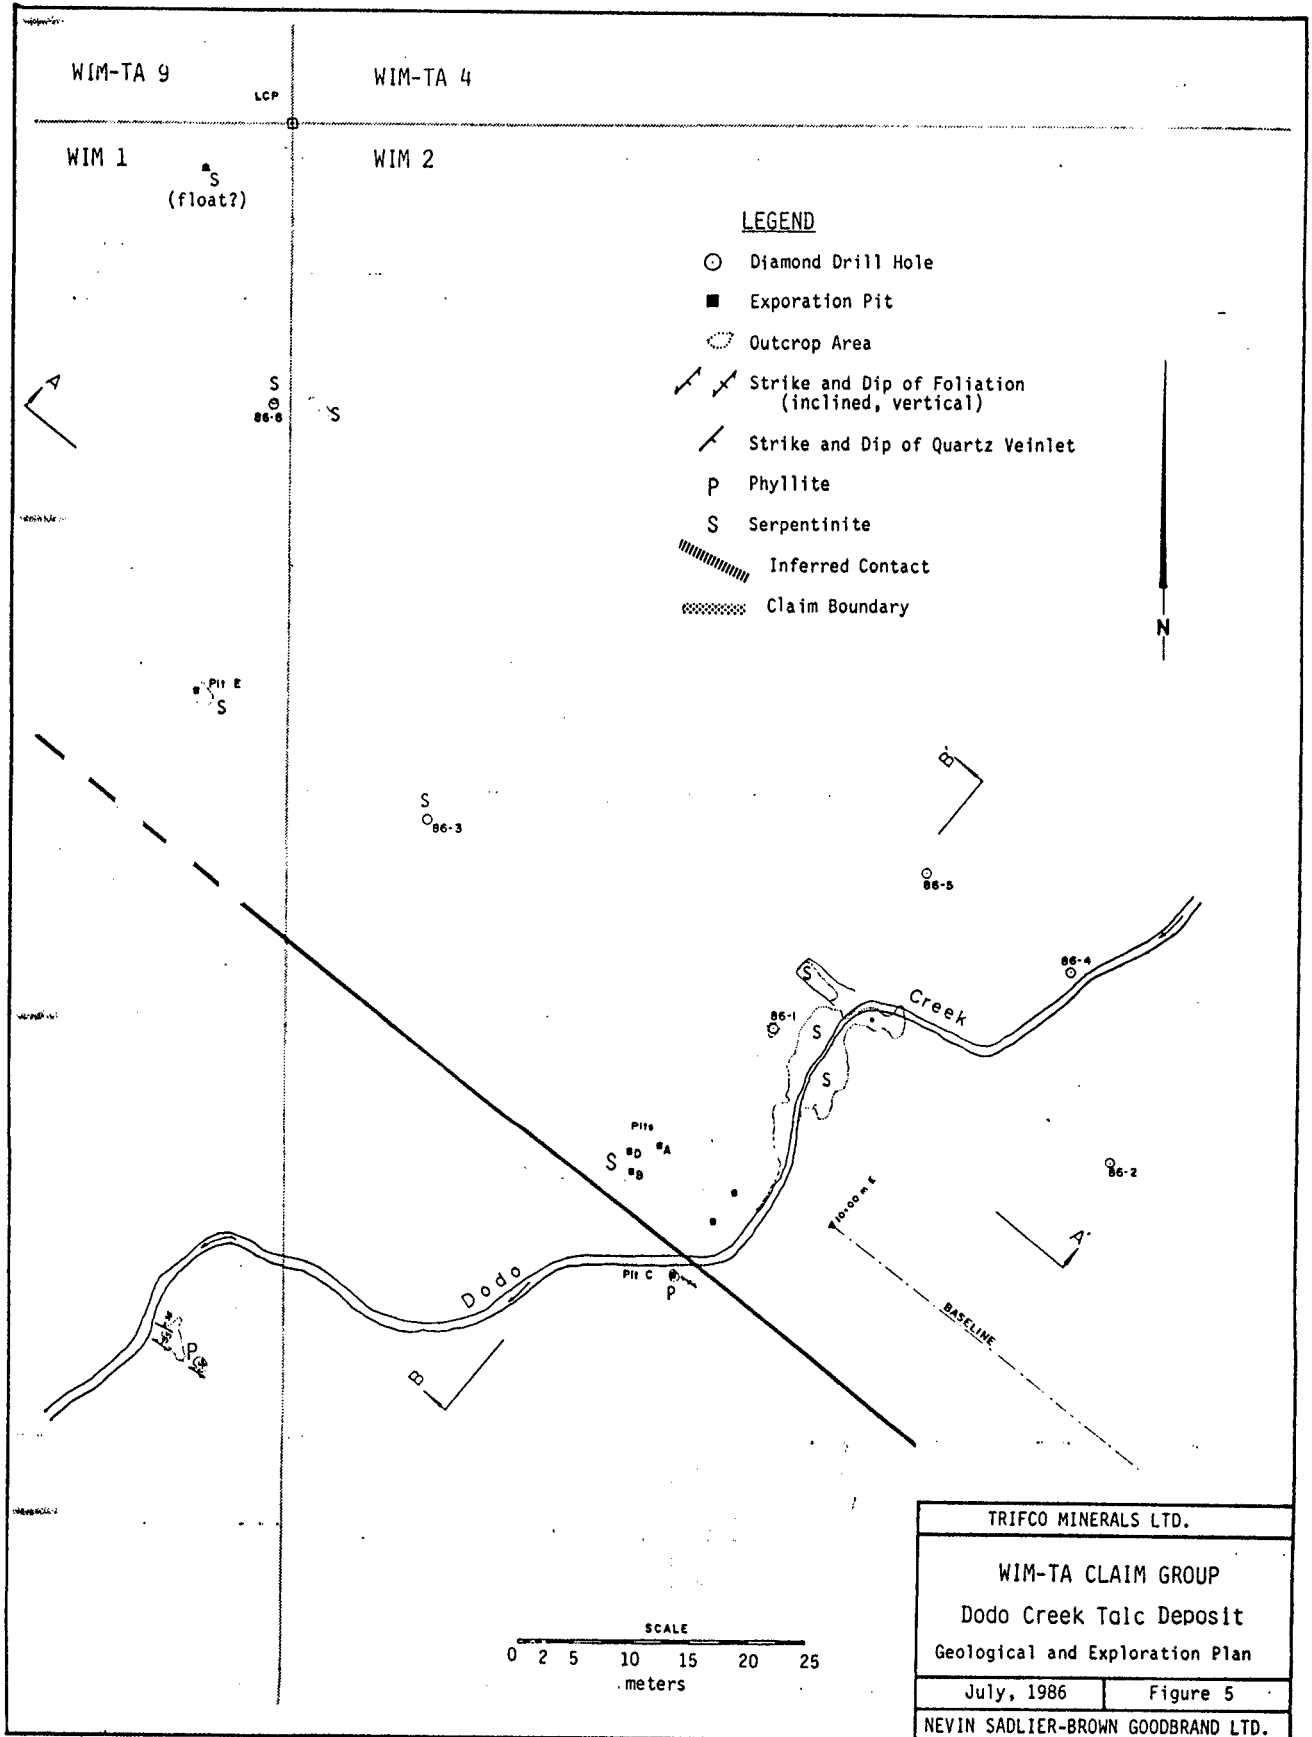 WIM-TA 9
WIM-TA 4
LCP
WIM 1
WIM 2
S
(float?)
LEGEND
Diamond Drill Hole
Exporation Pit
Outcrop Area
Strike and Dip of Foliation
(inclined, vertical)
Strike and Dip of Quartz Veinlet
P Phyllite
S Serpentinite
Inferred Contact
Claim Boundary
N
A
S
86-6
S
Pit E
S
S
86-3
B'
86-5
86-4
S
Creek
86-1
S
S
Pits
D
A
S
B
86-2
10+00 m E
A'
Dodo
Pit C
P
BASELINE
P
B
SCALE
0 2 5 10 15 20 25
meters
TRIFCO MINERALS LTD.
WIM-TA CLAIM GROUP
Dodo Creek Talc Deposit
Geological and Exploration Plan
July, 1986
Figure 5
NEVIN SADLIER-BROWN GOODBRAND LTD.